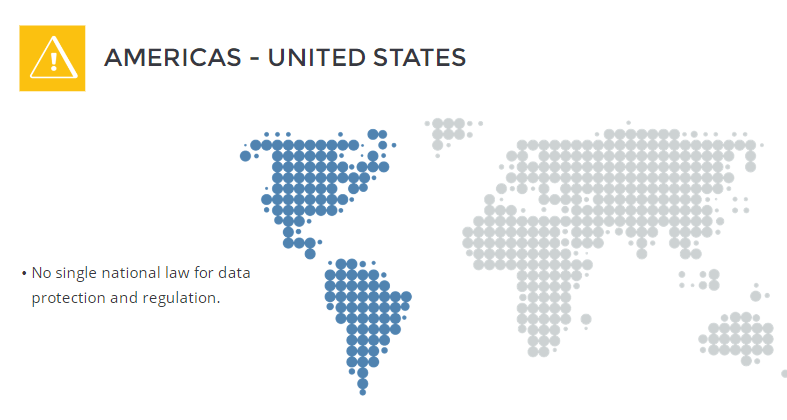 AMERICAS - UNITED STATES
• No single national law for data
protection and regulation.